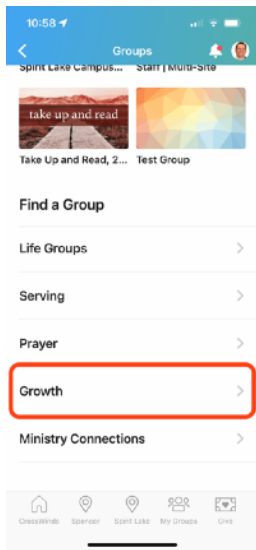 10:58
Groups
Spirit Lake Campus... Staff | Multi-Site
take up and read
Take Up and Read, 2... Test Group
Find a Group
Life Groups
Serving
Prayer
Growth
Ministry Connections
CrossWinds Spencer Spirit Lake My Groups Give